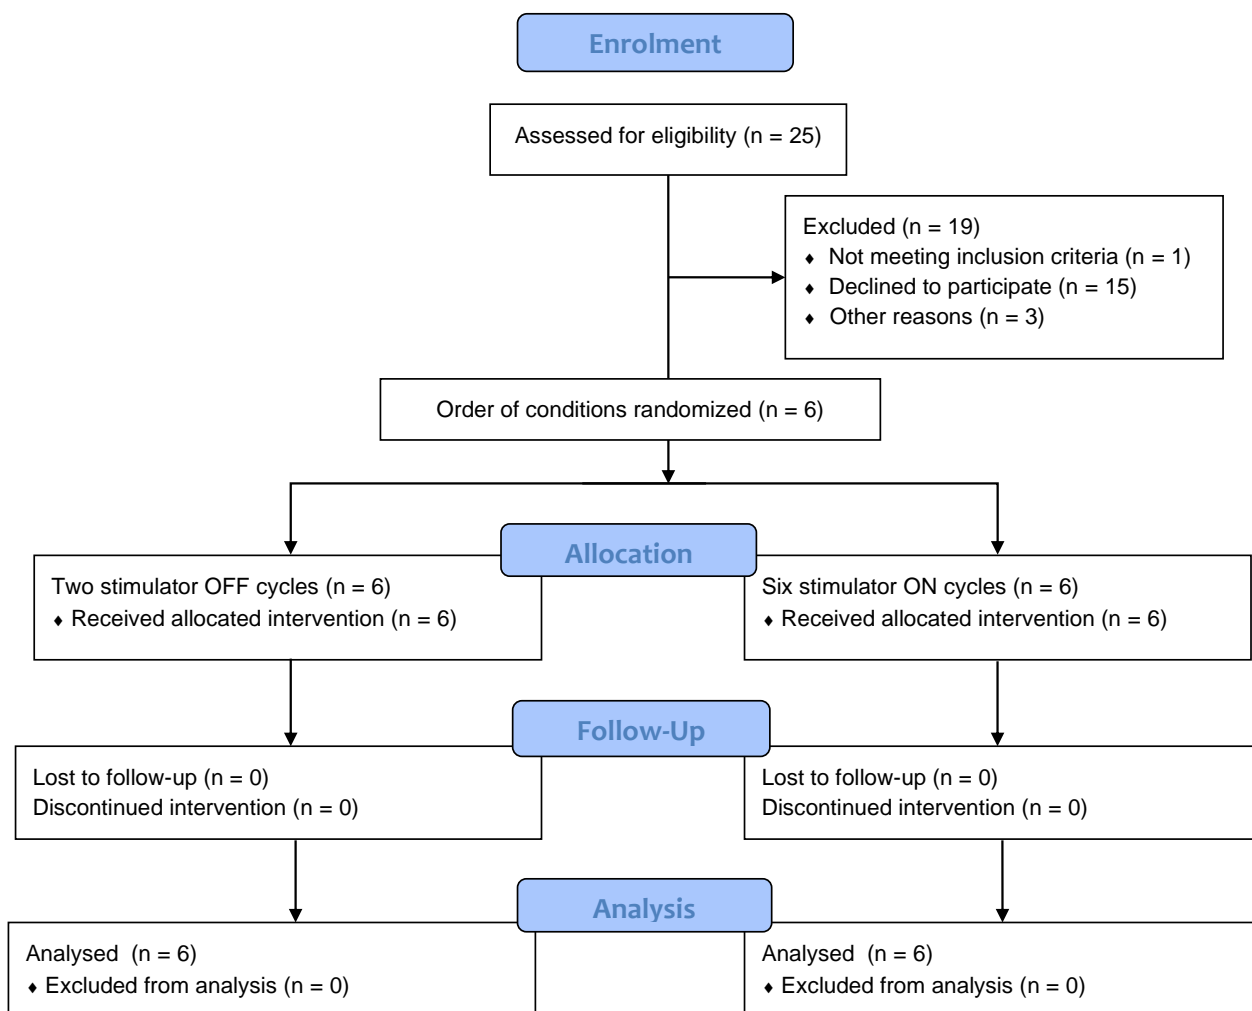 Enrolment
Assessed for eligibility (n = 25)
Excluded (n = 19)
♦ Not meeting inclusion criteria (n = 1)
♦ Declined to participate (n = 15)
♦ Other reasons (n = 3)
Order of conditions randomized (n = 6)
Allocation
Two stimulator OFF cycles (n = 6)
♦ Received allocated intervention (n = 6)
Six stimulator ON cycles (n = 6)
♦ Received allocated intervention (n = 6)
Follow-Up
Lost to follow-up (n = 0)
Discontinued intervention (n = 0)
Lost to follow-up (n = 0)
Discontinued intervention (n = 0)
Analysis
Analysed (n = 6)
♦ Excluded from analysis (n = 0)
Analysed (n = 6)
♦ Excluded from analysis (n = 0)